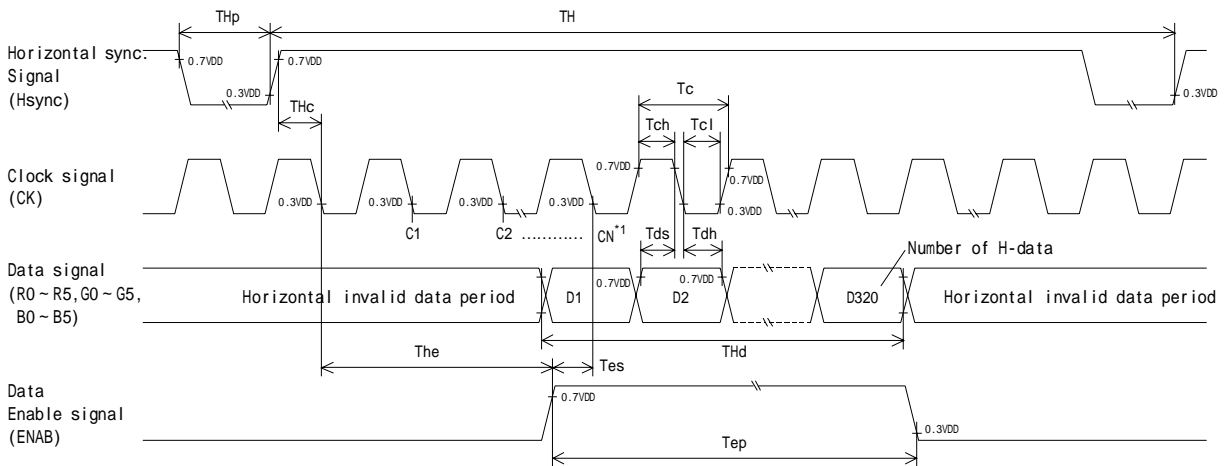 THp
TH
Horizontal sync.
Signal
(Hsync)
0.7VDD
0.3VDD
0.7VDD
0.3VDD
THc
Tc
Tch
Tcl
Clock signal
(CK)
0.3VDD
0.3VDD
0.3VDD
0.3VDD
0.7VDD
0.7VDD
0.3VDD
C1
C2
............
CN*1
Tds
Tdh
Number of H-data
Data signal
(R0~R5,G0~G5,
B0~B5)
Horizontal invalid data period
D1
0.7VDD
D2
0.7VDD
D320
Horizontal invalid data period
The
Tes
THd
Data
Enable signal
(ENAB)
0.7VDD
0.3VDD
Tep